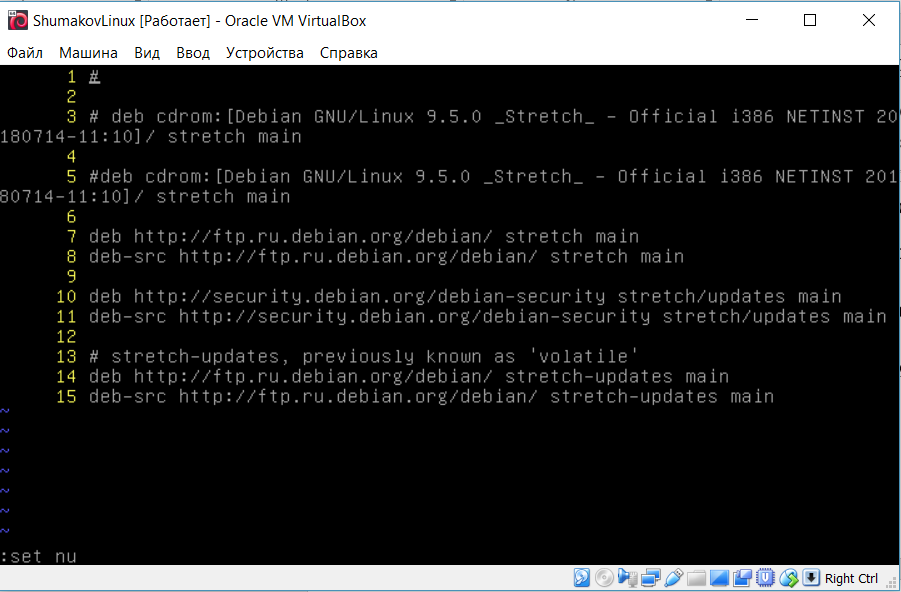 ShumakovLinux [Работает] - Oracle VM VirtualBox
Файл Машина Вид Ввод Устройства Справка
1 #
2
3 # deb cdrom:[Debian GNU/Linux 9.5.0 _Stretch_ - Official i386 NETINST 20
180714-11:10]/ stretch main
4
5 #deb cdrom:[Debian GNU/Linux 9.5.0 _Stretch_ - Official i386 NETINST 201
80714-11:10]/ stretch main
6
7 deb http://ftp.ru.debian.org/debian/ stretch main
8 deb-src http://ftp.ru.debian.org/debian/ stretch main
9
10 deb http://security.debian.org/debian-security stretch/updates main
11 deb-src http://security.debian.org/debian-security stretch/updates main
12
13 # stretch-updates, previously known as 'volatile'
14 deb http://ftp.ru.debian.org/debian/ stretch-updates main
15 deb-src http://ftp.ru.debian.org/debian/ stretch-updates main
~
~
~
~
~
~
~
:set nu
Right Ctrl